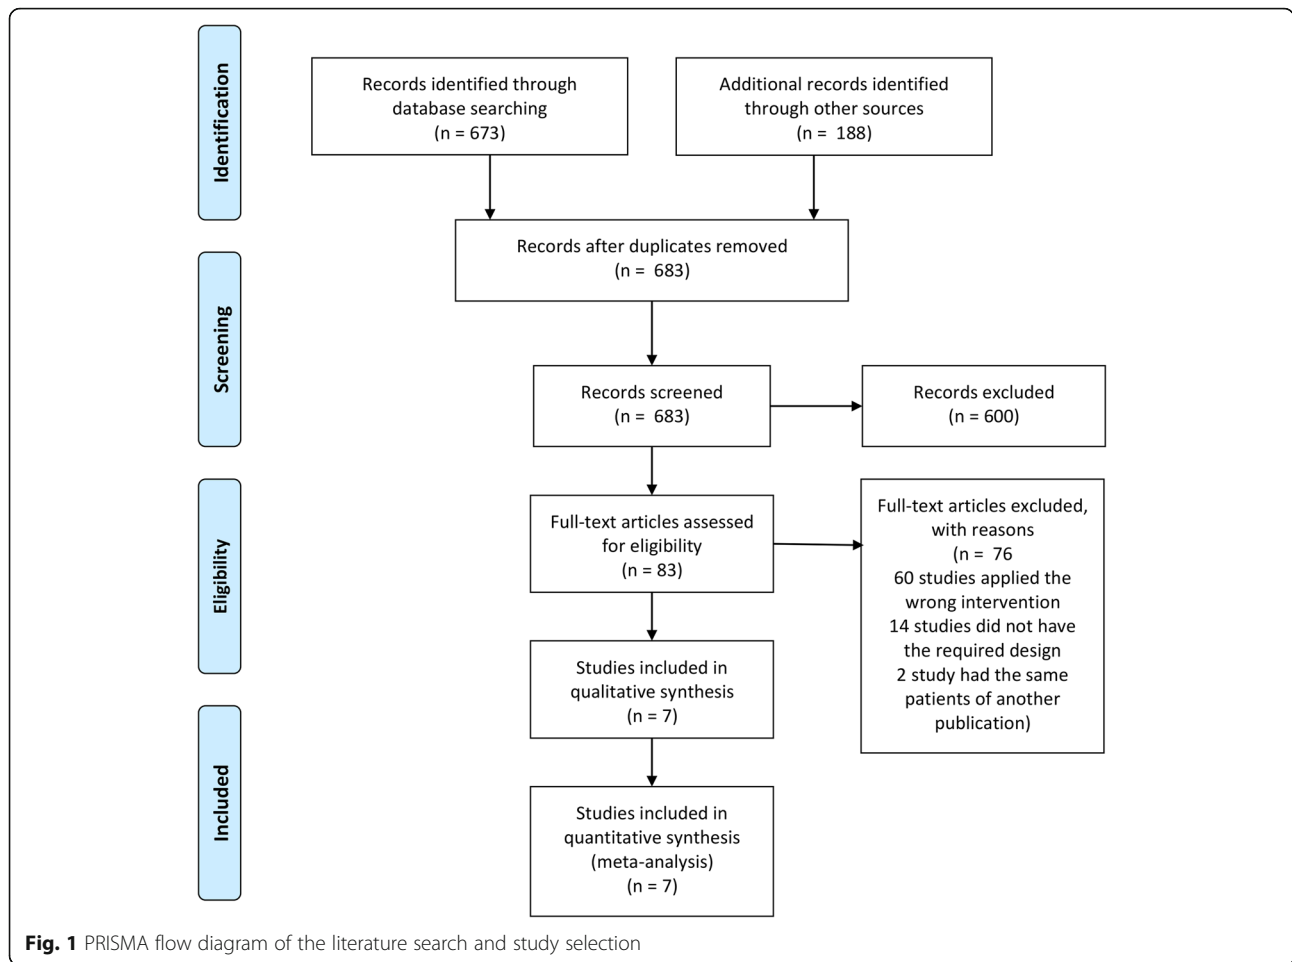 Identification
Records identified through
database searching
(n = 673)
Additional records identified
through other sources
(n = 188)
Records after duplicates removed
(n = 683)
Screening
Records screened
(n = 683)
Records excluded
(n = 600)
Eligibility
Full-text articles assessed
for eligibility
(n = 83)
Full-text articles excluded,
with reasons
(n = 76
60 studies applied the
wrong intervention
14 studies did not have
the required design
2 study had the same
patients of another
publication)
Studies included in
qualitative synthesis
(n = 7)
Included
Studies included in
quantitative synthesis
(meta-analysis)
(n = 7)
Fig. 1 PRISMA flow diagram of the literature search and study selection